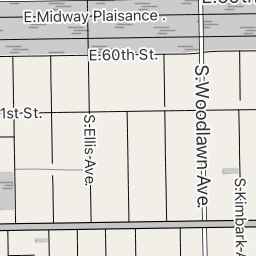 E. Midway Plaisance
E. 60th St.
1st St.
S. Ellis Ave.
S. Woodlawn Ave.
S. Kimbark A